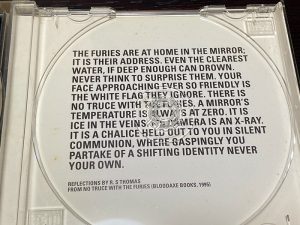 THE FURIES ARE AT HOME IN THE MIRROR;
IT IS THEIR ADDRESS. EVEN THE CLEAREST
WATER, IF DEEP ENOUGH CAN DROWN.
NEVER THINK TO SURPRISE THEM. YOUR
FACE APPROACHING EVER SO FRIENDLY IS
THE WHITE FLAG THEY IGNORE. THERE IS
NO TRUCE WITH THE FURIES. A MIRROR'S
TEMPERATURE IS ALWAYS AT ZERO. IT IS
ICE IN THE VEINS. ITS CAMERA IS AN X-RAY.
IT IS A CHALICE HELD OUT TO YOU IN SILENT
COMMUNION, WHERE GASPINGLY YOU
PARTAKE OF A SHIFTING IDENTITY NEVER
YOUR OWN.
REFLECTIONS BY R. S THOMAS
FROM NO TRUCE WITH THE FURIES (BLOODAXE BOOKS, 1995)